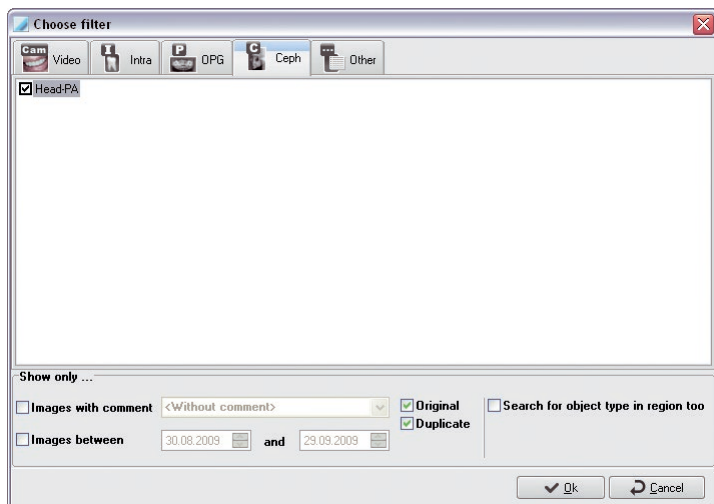 Choose filter
Cam Video I Intra P OPG C Ceph ... Other
Head-PA
Show only ...
Images with comment <Without comment> Original Search for object type in region too
Duplicate
Images between 30.08.2009 and 29.09.2009
Ok Cancel